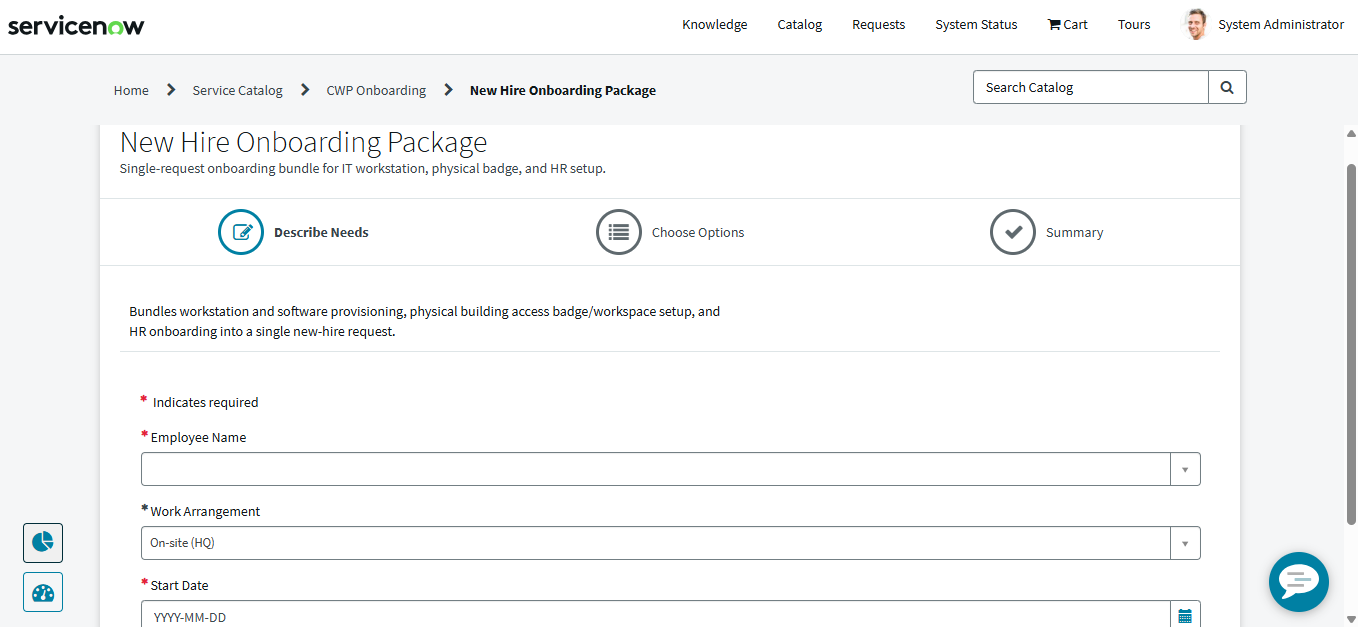 servicenow
Knowledge Catalog Requests System Status Cart Tours System Administrator
Home Service Catalog CWP Onboarding New Hire Onboarding Package
Search Catalog
New Hire Onboarding Package
Single-request onboarding bundle for IT workstation, physical badge, and HR setup.
Describe Needs Choose Options Summary
Bundles workstation and software provisioning, physical building access badge/workspace setup, and
HR onboarding into a single new-hire request.
* Indicates required
* Employee Name
* Work Arrangement
On-site (HQ)
* Start Date
YYYY-MM-DD